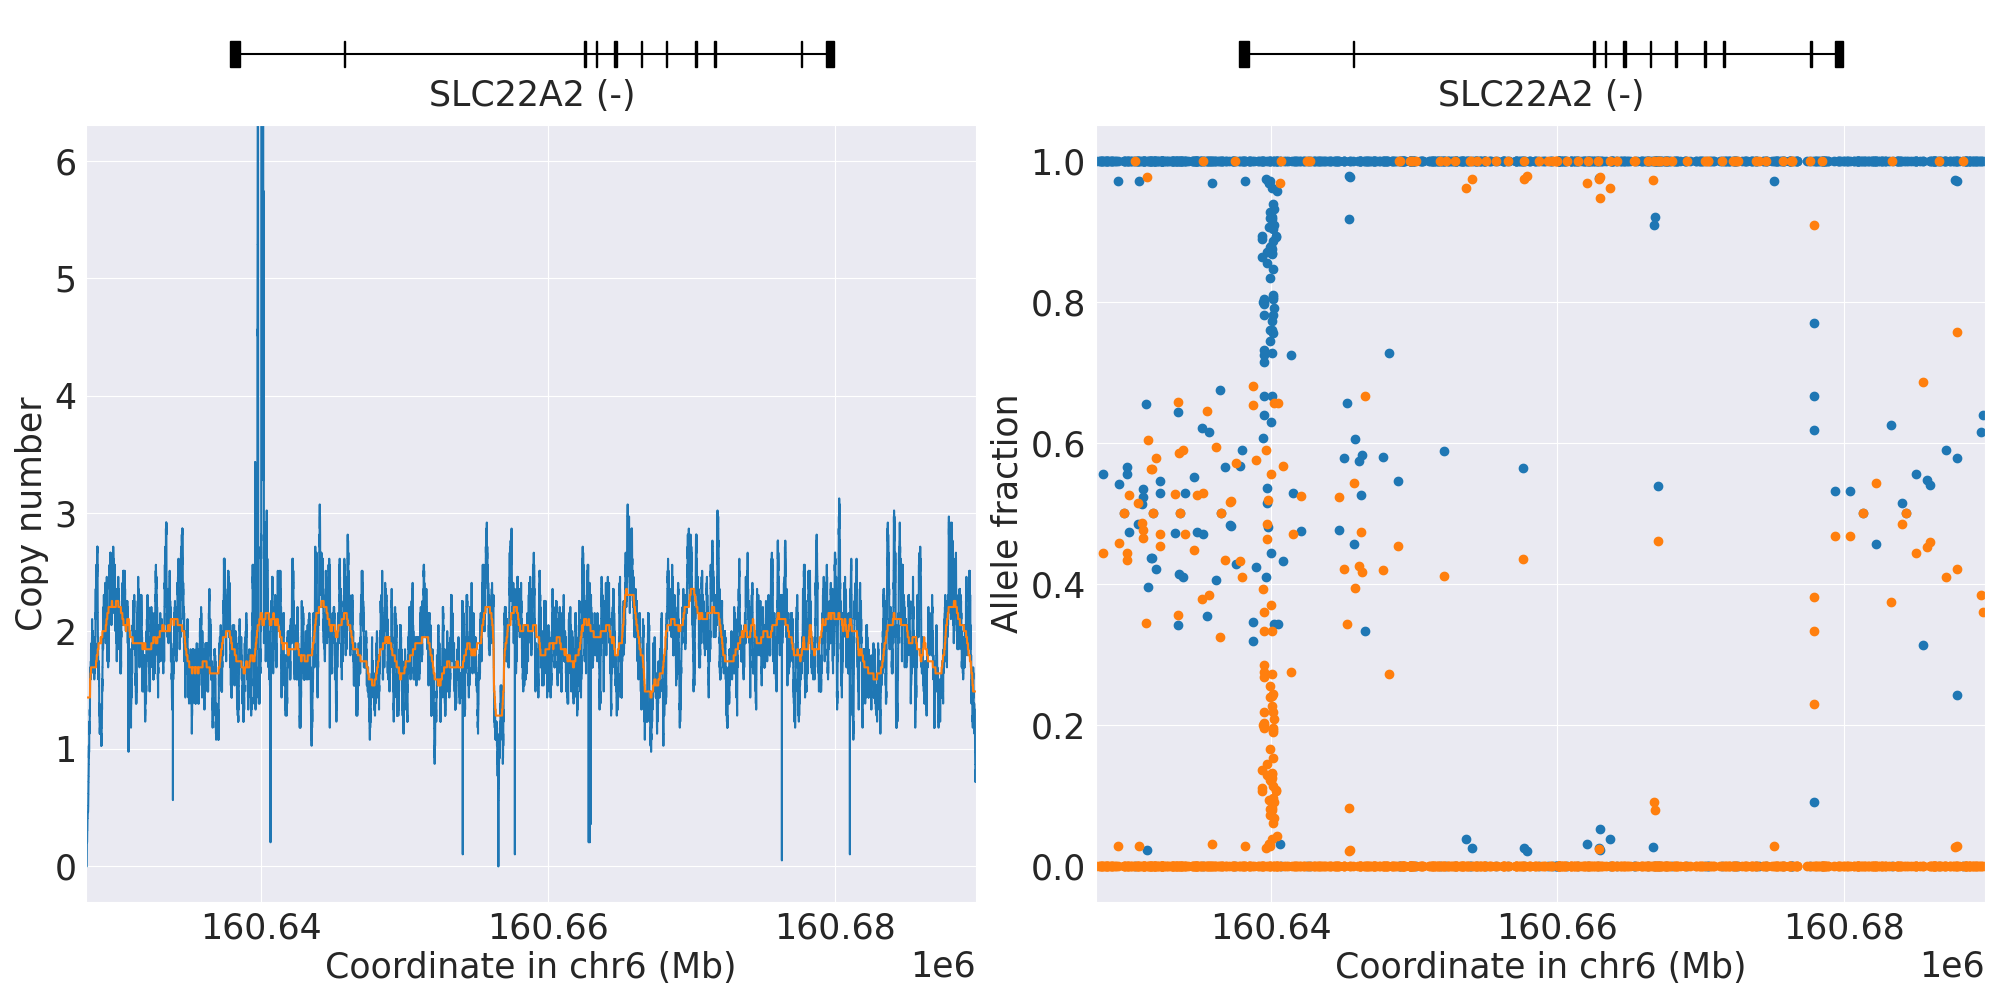 SLC22A2 (-)
6
5
4
3
2
1
0
Copy number
160.64
160.66
160.68
Coordinate in chr6 (Mb)
1e6
SLC22A2 (-)
1.0
0.8
0.6
0.4
0.2
0.0
Allele fraction
160.64
160.66
160.68
Coordinate in chr6 (Mb)
1e6